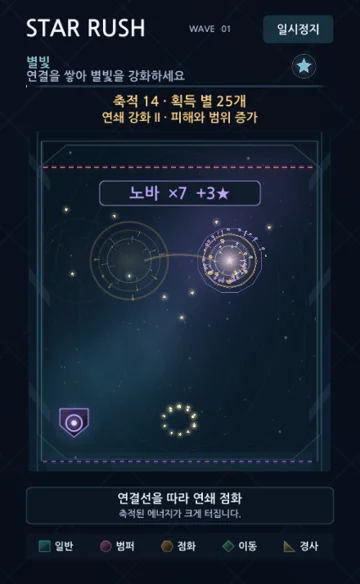 STAR RUSH
WAVE 01
일시정지
별빛
연결을 쌓아 별빛을 강화하세요
축적 14 · 획득 별 25개
연쇄 강화 II · 피해와 범위 증가
노바 ×7 +3★
연결선을 따라 연쇄 점화
축적된 에너지가 크게 터집니다.
일반
범퍼
점화
이동
경사